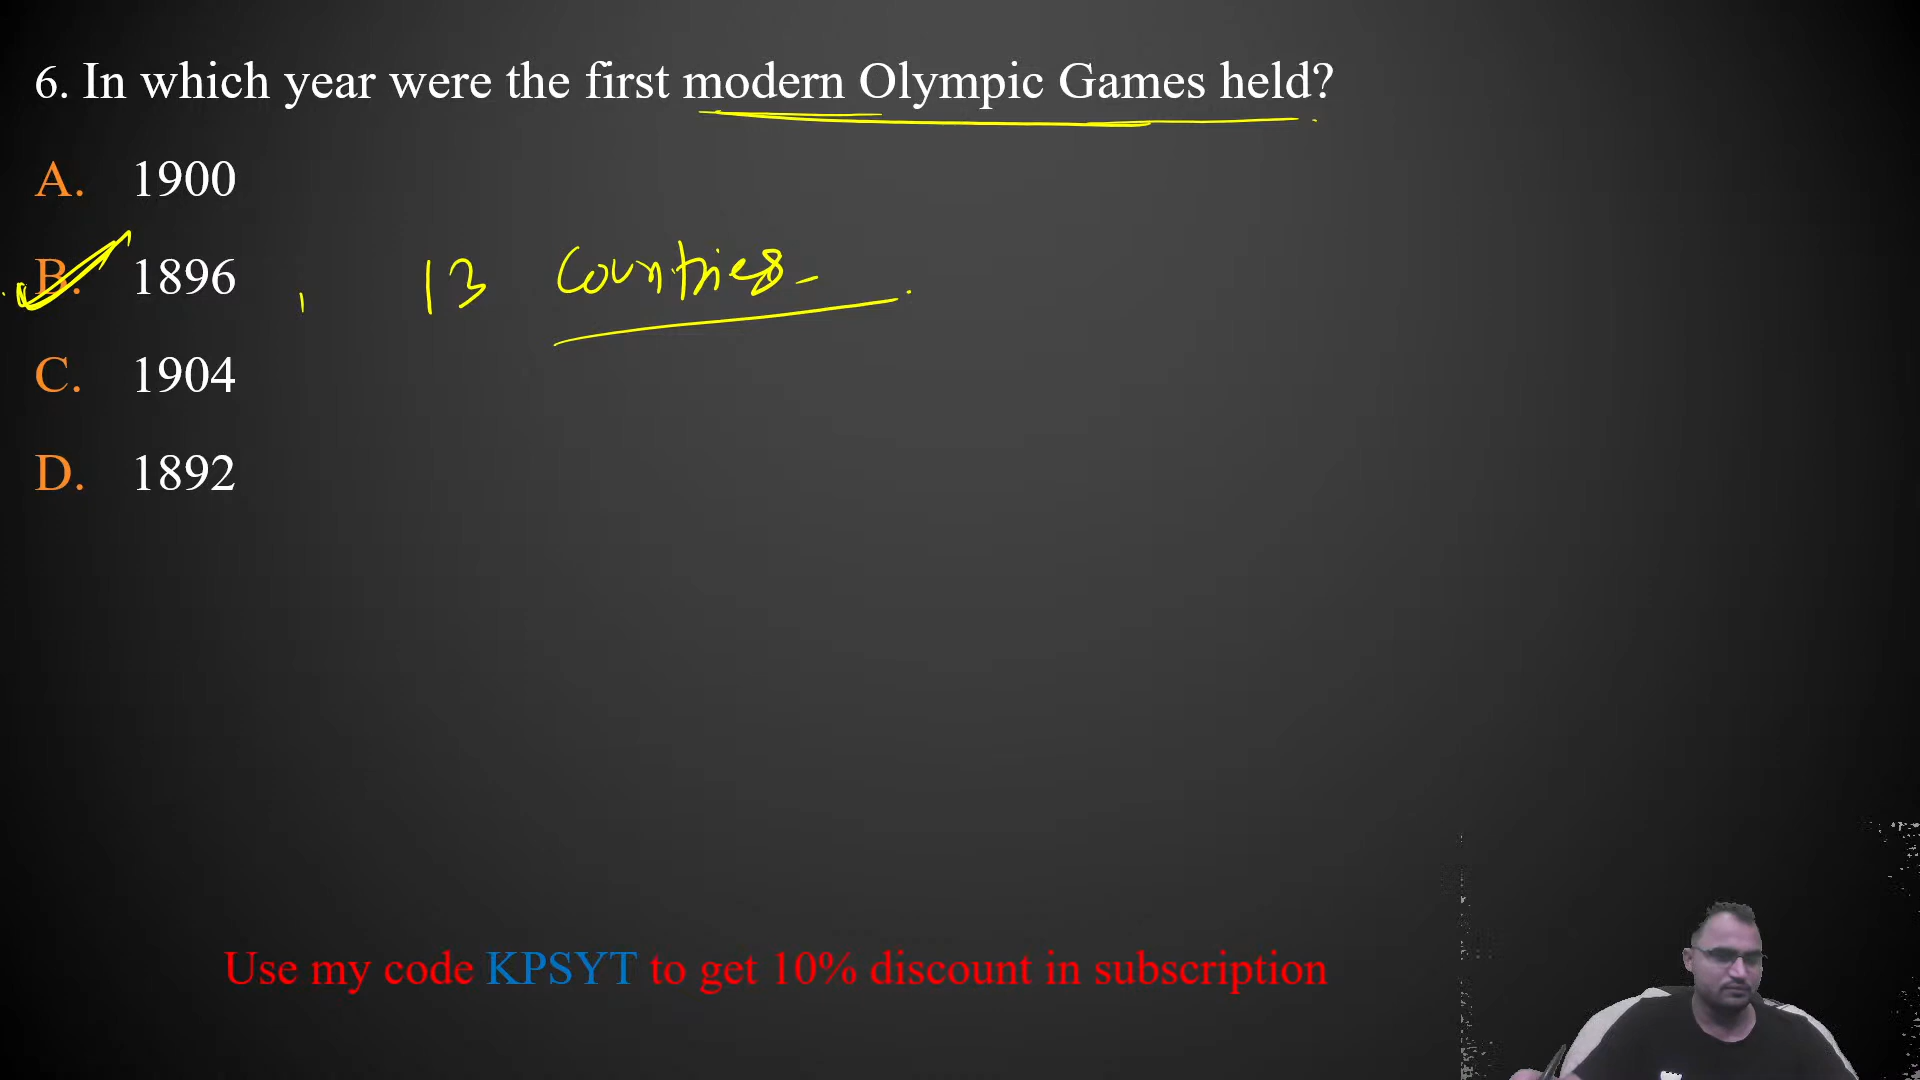 6. In which year were the first modern Olympic Games held?
A. 1900
B. 1896 , 13 Countries
C. 1904
D. 1892
Use my code KPSYT to get 10% discount in subscription